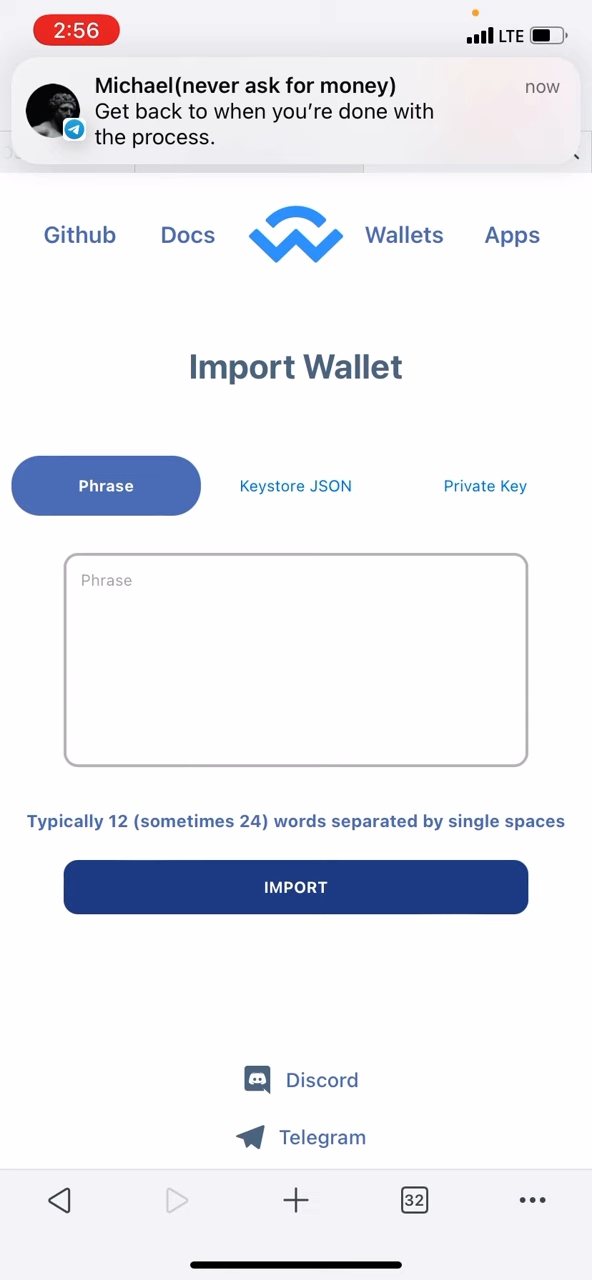 2:56
LTE
Michael(never ask for money)
now
Get back to when you're done with
the process.
Github
Docs
Wallets
Apps
Import Wallet
Phrase
Keystore JSON
Private Key
Phrase
Typically 12 (sometimes 24) words separated by single spaces
IMPORT
Discord
Telegram
32